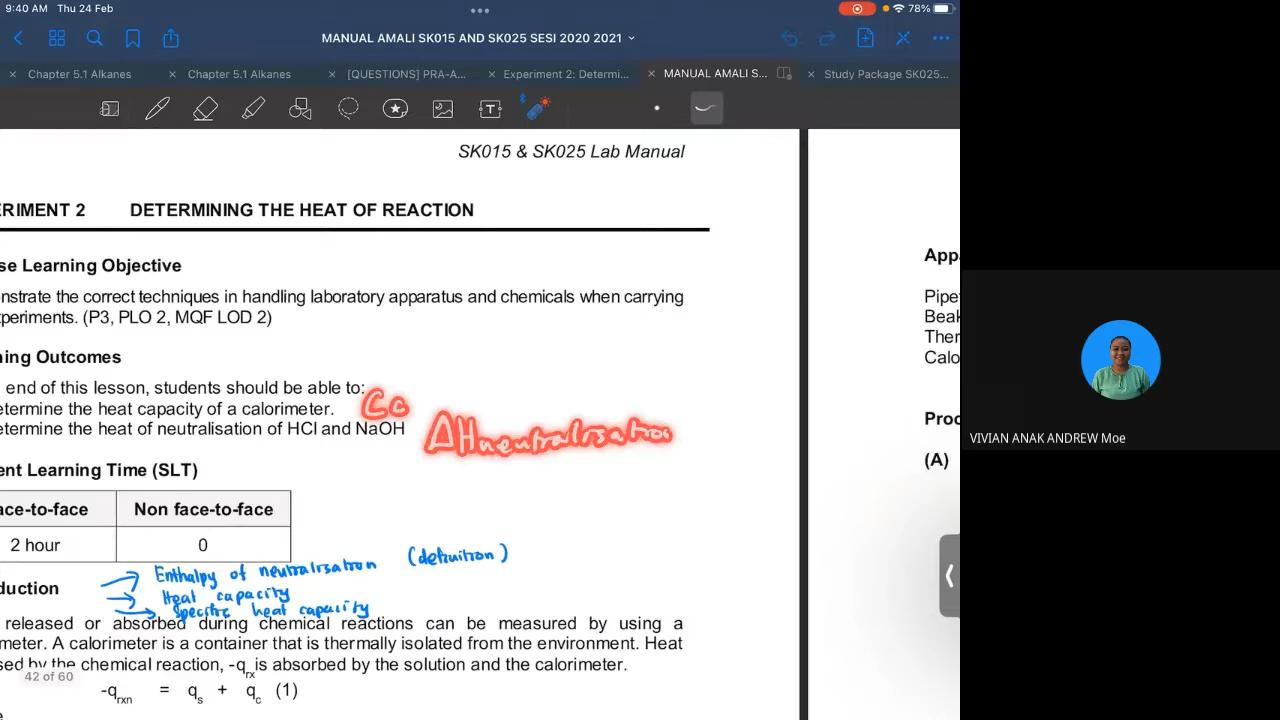 9:40 AM Thu 24 Feb
78%
MANUAL AMALI SK015 AND SK025 SESI 2020 2021
Chapter 5.1 Alkanes
Chapter 5.1 Alkanes
[QUESTIONS] PRA-A...
Experiment 2: Determi...
MANUAL AMALI S...
Study Package SK025...
SK015 & SK025 Lab Manual
ERIMENT 2 DETERMINING THE HEAT OF REACTION
se Learning Objective
nstrate the correct techniques in handling laboratory apparatus and chemicals when carrying
xperiments. (P3, PLO 2, MQF LOD 2)
ning Outcomes
end of this lesson, students should be able to:
etermine the heat capacity of a calorimeter. Cc
etermine the heat of neutralisation of HCl and NaOH ΔHneutralisation
ent Learning Time (SLT)
ace-to-face Non face-to-face
2 hour 0
Enthalpy of neutralisation (definition)
Heat capacity
Specific heat capacity
duction
released or absorbed during chemical reactions can be measured by using a
meter. A calorimeter is a container that is thermally isolated from the environment. Heat
sed by the chemical reaction, -qrx is absorbed by the solution and the calorimeter.
42 of 60
-qrxn = qs + qc (1)
App
Pipe
Beak
Ther
Calo
Proc
(A)
VIVIAN ANAK ANDREW Moe